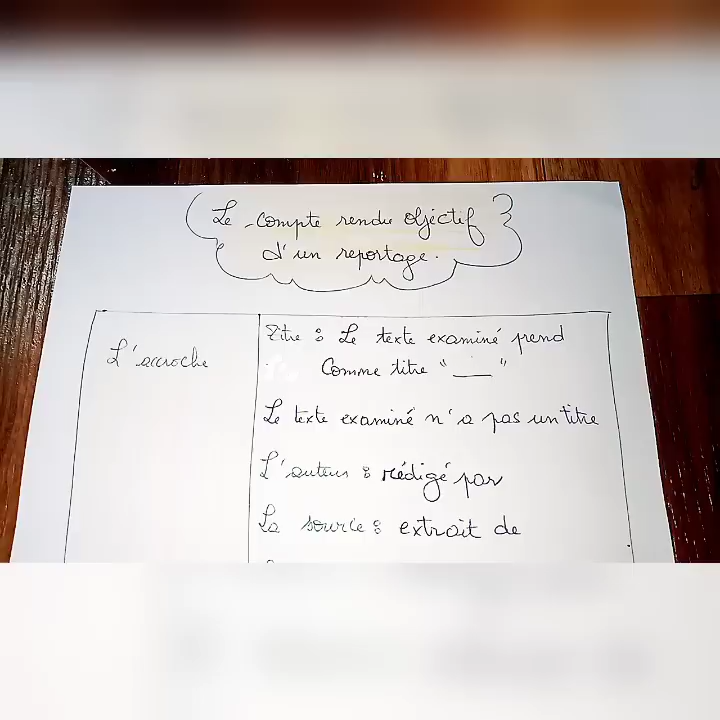 Le compte rendu objectif
d'un reportage.
L'accroche
Titre : Le texte examiné prend
Comme titre " ___ "
Le texte examiné n'a pas un titre
L'auteur : rédigé par
La source : extrait de